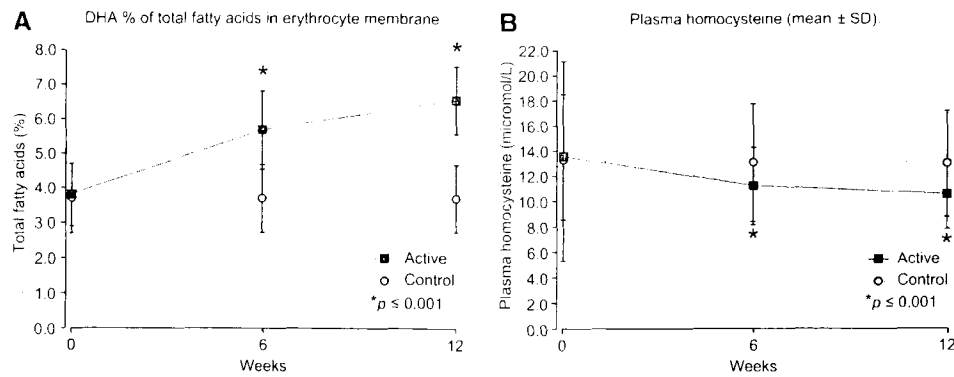 A
DHA % of total fatty acids in erythrocyte membrane
8.0
7.0
6.0
5.0
4.0
3.0
2.0
1.0
0.0
Total fatty acids (%)
*
*
Active
Control
*p ≤ 0.001
0
6
12
Weeks
B
Plasma homocysteine (mean ± SD).
22.0
20.0
18.0
16.0
14.0
12.0
10.0
8.0
6.0
4.0
2.0
0.0
Plasma homocysteine (micromol/L)
*
*
Active
Control
*p ≤ 0.001
0
6
12
Weeks